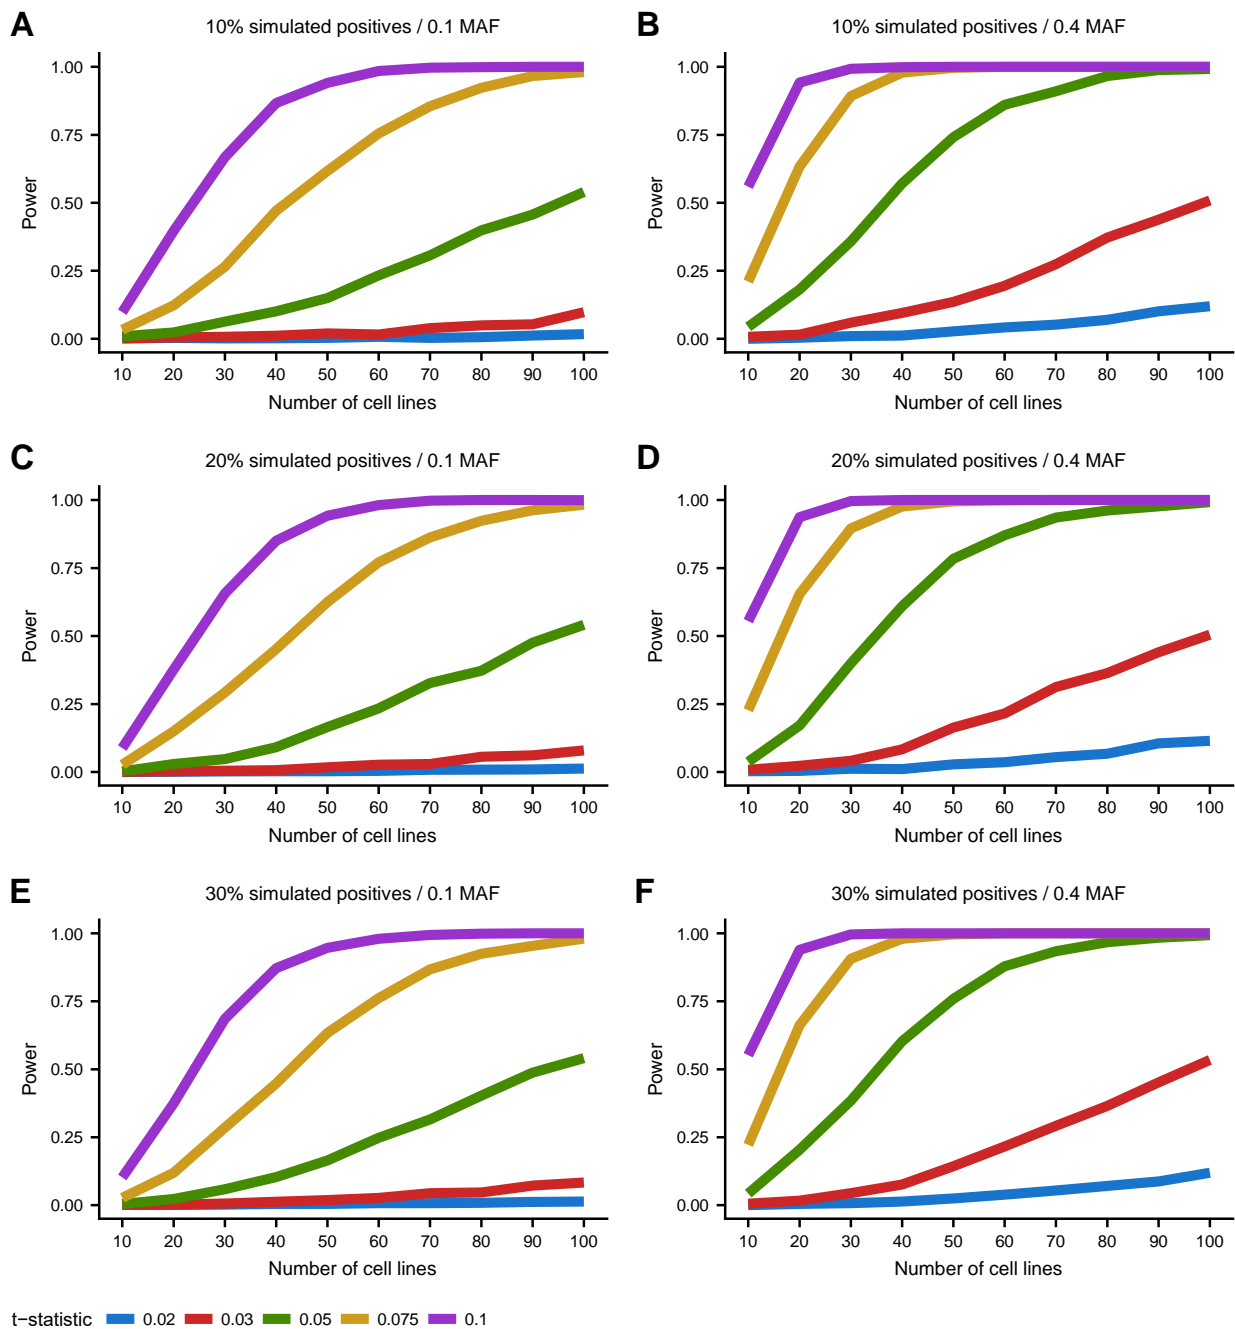 A
10% simulated positives / 0.1 MAF
1.00
0.75
0.50
0.25
0.00
Power
10 20 30 40 50 60 70 80 90 100
Number of cell lines
B
10% simulated positives / 0.4 MAF
1.00
0.75
0.50
0.25
0.00
Power
10 20 30 40 50 60 70 80 90 100
Number of cell lines
C
20% simulated positives / 0.1 MAF
1.00
0.75
0.50
0.25
0.00
Power
10 20 30 40 50 60 70 80 90 100
Number of cell lines
D
20% simulated positives / 0.4 MAF
1.00
0.75
0.50
0.25
0.00
Power
10 20 30 40 50 60 70 80 90 100
Number of cell lines
E
30% simulated positives / 0.1 MAF
1.00
0.75
0.50
0.25
0.00
Power
10 20 30 40 50 60 70 80 90 100
Number of cell lines
F
30% simulated positives / 0.4 MAF
1.00
0.75
0.50
0.25
0.00
Power
10 20 30 40 50 60 70 80 90 100
Number of cell lines
t−statistic 0.02 0.03 0.05 0.075 0.1